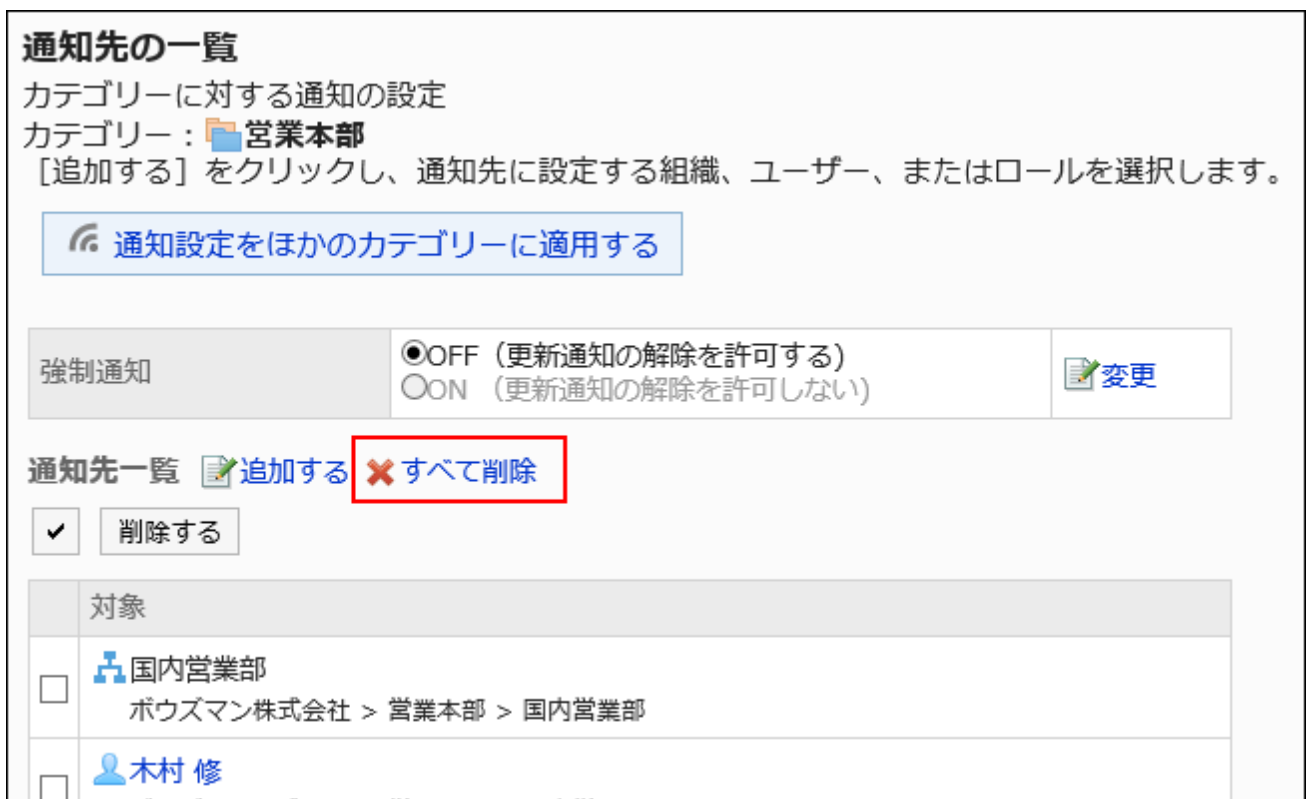 通知先の一覧
カテゴリーに対する通知の設定
カテゴリー：営業本部
［追加する］をクリックし、通知先に設定する組織、ユーザー、またはロールを選択します。
通知設定をほかのカテゴリーに適用する
強制通知
OFF（更新通知の解除を許可する）
ON （更新通知の解除を許可しない）
変更
通知先一覧 追加する すべて削除
削除する
対象
国内営業部
ボウズマン株式会社 > 営業本部 > 国内営業部
木村 修